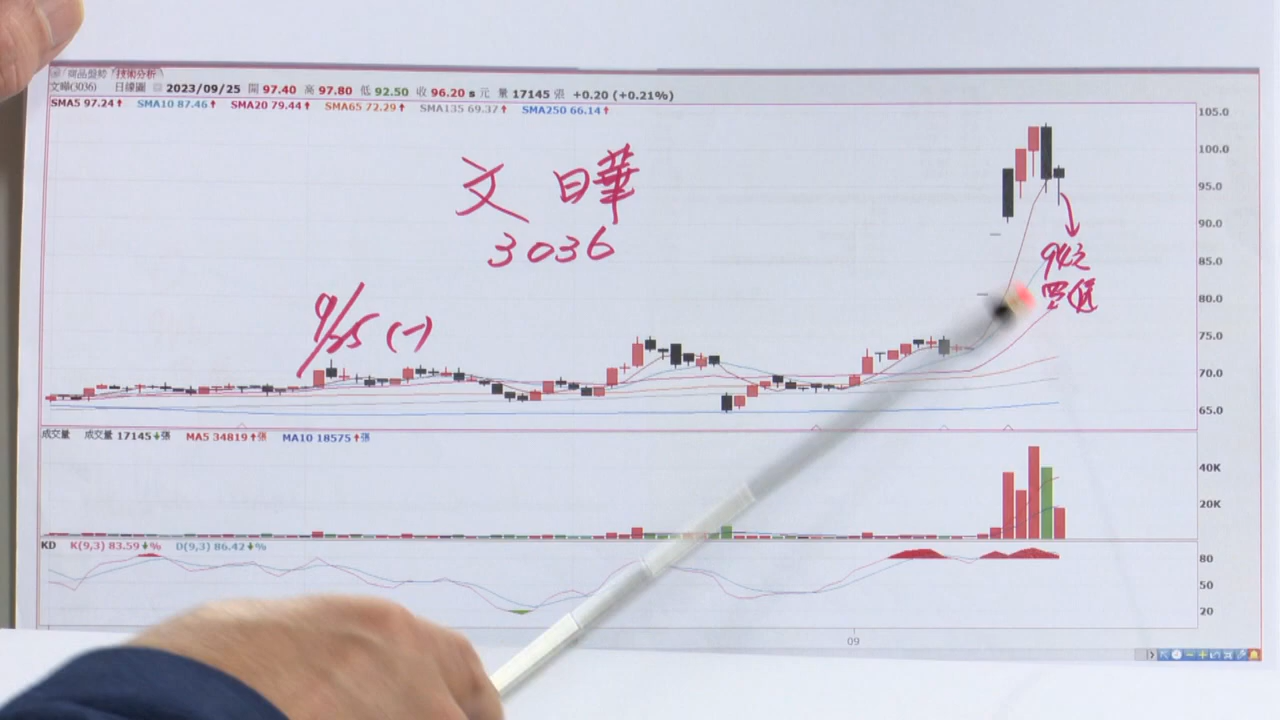 商品盤勢 技術分析
文曄(3036) 日線圖 2023/09/25 開 97.40 高 97.80 低 92.50 收 96.20 s 元 量 17145 張 +0.20 (+0.21%)
SMA5 97.24↑ SMA10 87.46↑ SMA20 79.44↑ SMA65 72.29↑ SMA135 69.37↑ SMA250 66.14↑
105.0
100.0
95.0
90.0
85.0
80.0
75.0
70.0
65.0
文曄
3036
9/25 (一)
94元
買進
成交量 成交量 17145↓張 MA5 34819↑張 MA10 18575↑張
40K
20K
KD K(9,3) 83.59↓% D(9,3) 86.42↓%
80
50
20
09